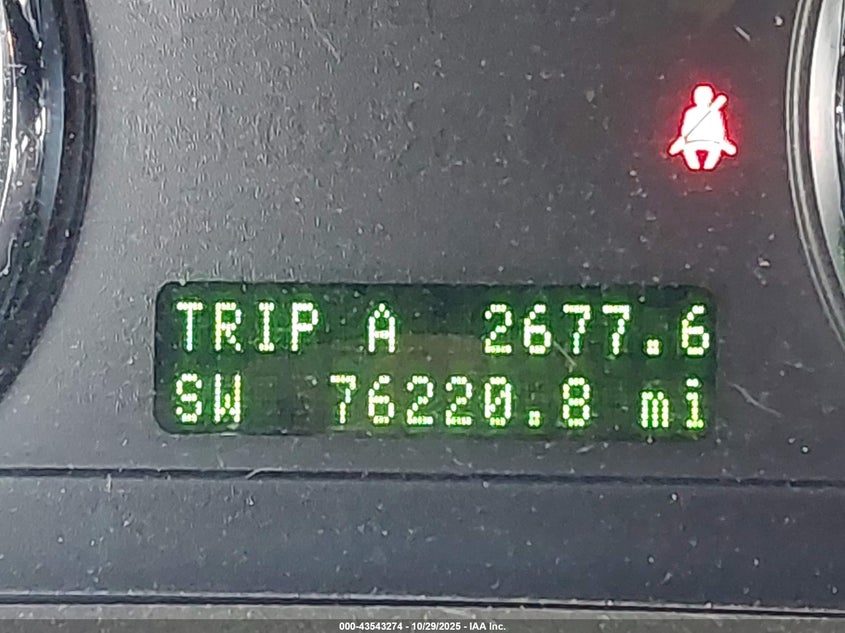 TRIP A 2677.6
SW 76220.8 mi
000-43543274 - 10/29/2025 - IAA Inc.